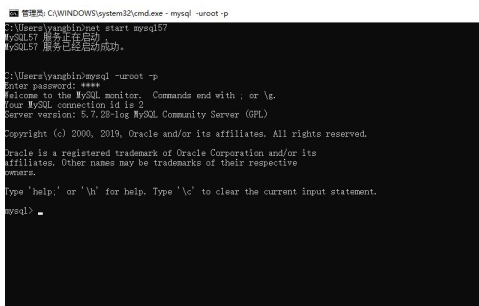 管理员: C:\WINDOWS\system32\cmd.exe - mysql -uroot -p
C:\Users\yangbin>net start mysql57
MySQL57 服务正在启动 .
MySQL57 服务已经启动成功。
C:\Users\yangbin>mysql -uroot -p
Enter password: ****
Welcome to the MySQL monitor.  Commands end with ; or \g.
Your MySQL connection id is 2
Server version: 5.7.28-log MySQL Community Server (GPL)
Copyright (c) 2000, 2019, Oracle and/or its affiliates. All rights reserved.
Oracle is a registered trademark of Oracle Corporation and/or its
affiliates. Other names may be trademarks of their respective
owners.
Type 'help;' or '\h' for help. Type '\c' to clear the current input statement.
mysql> _